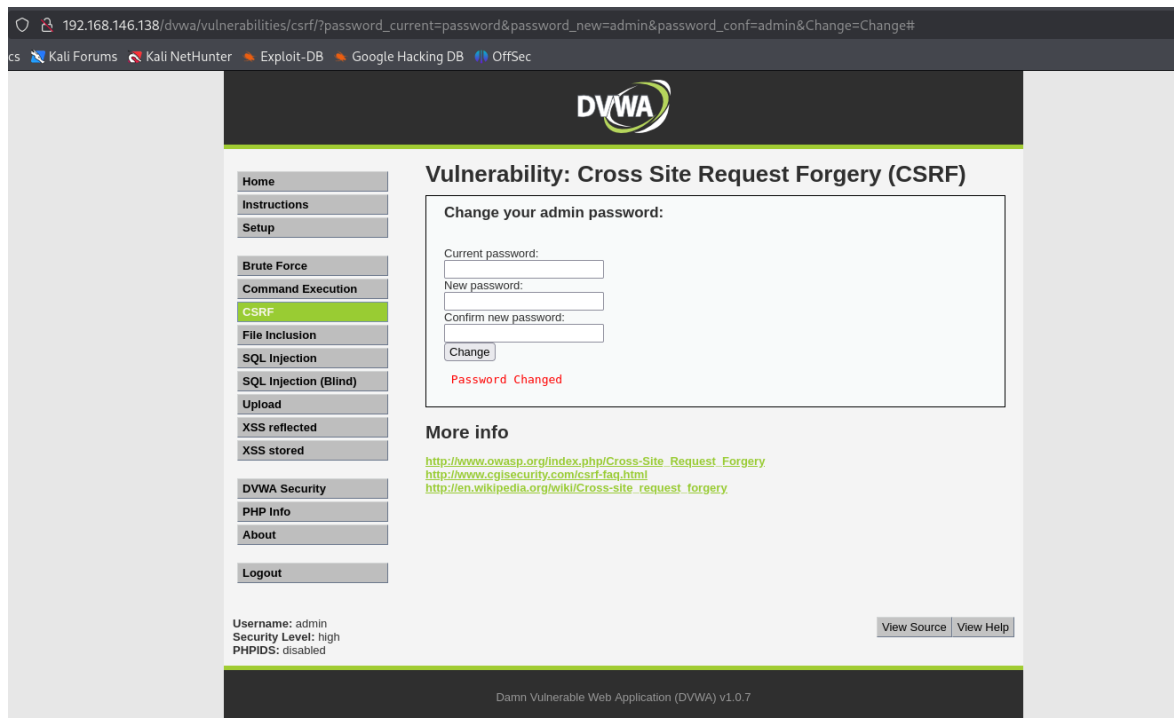 192.168.146.138/dvwa/vulnerabilities/csrf/?password_current=password&password_new=admin&password_conf=admin&Change=Change#
cs Kali Forums Kali NetHunter Exploit-DB Google Hacking DB OffSec
DVWA
Home
Instructions
Setup
Brute Force
Command Execution
CSRF
File Inclusion
SQL Injection
SQL Injection (Blind)
Upload
XSS reflected
XSS stored
DVWA Security
PHP Info
About
Logout
Vulnerability: Cross Site Request Forgery (CSRF)
Change your admin password:
Current password:
New password:
Confirm new password:
Change
Password Changed
More info
http://www.owasp.org/index.php/Cross-Site_Request_Forgery
http://www.cgisecurity.com/csrf-faq.html
http://en.wikipedia.org/wiki/Cross-site_request_forgery
Username: admin
Security Level: high
PHPIDS: disabled
View Source View Help
Damn Vulnerable Web Application (DVWA) v1.0.7